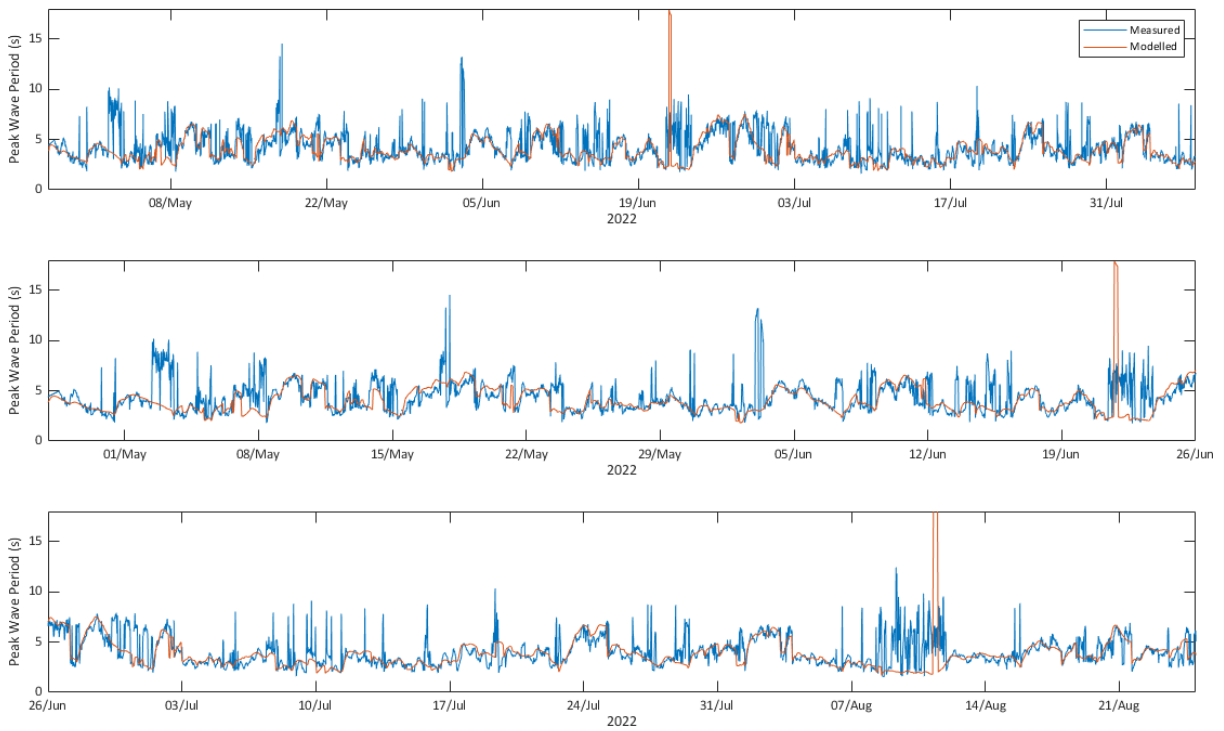 Peak Wave Period (s)
15
10
5
0
Measured
Modelled
08/May 22/May 05/Jun 19/Jun 03/Jul 17/Jul 31/Jul
2022
Peak Wave Period (s)
15
10
5
0
01/May 08/May 15/May 22/May 29/May 05/Jun 12/Jun 19/Jun 26/Jun
2022
Peak Wave Period (s)
15
10
5
0
26/Jun 03/Jul 10/Jul 17/Jul 24/Jul 31/Jul 07/Aug 14/Aug 21/Aug
2022